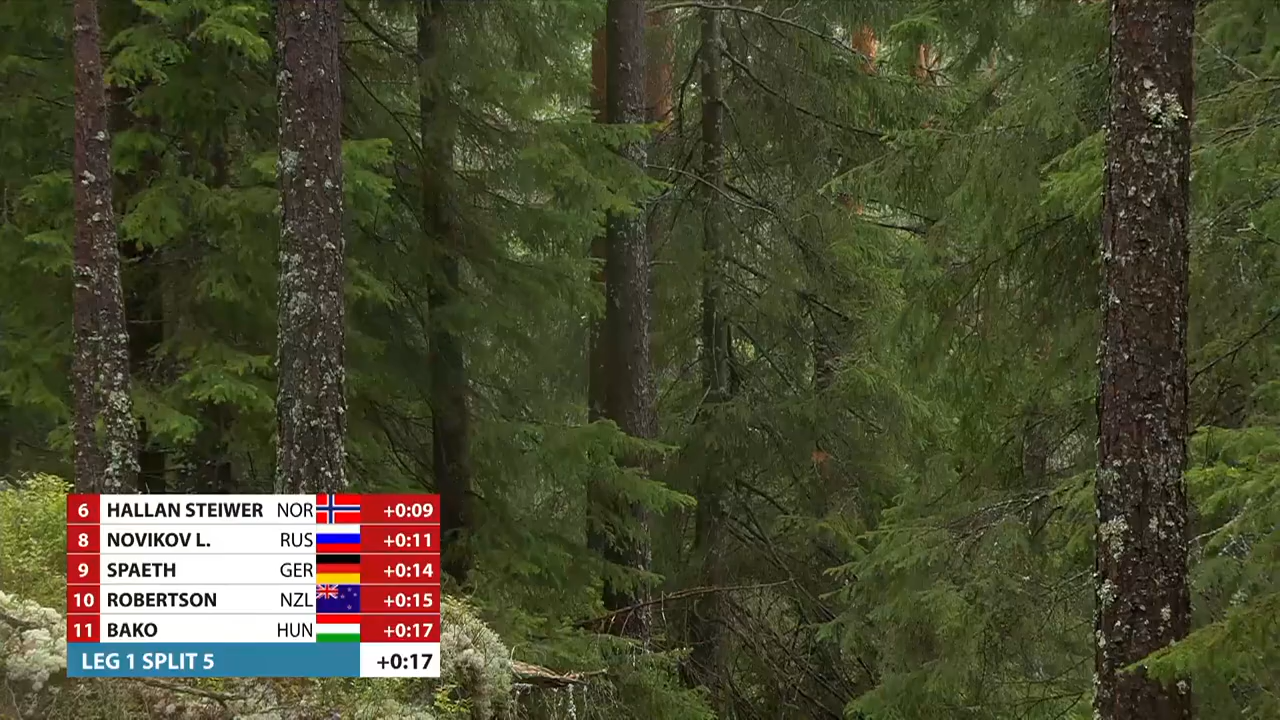 6 HALLAN STEIWER NOR +0:09
8 NOVIKOV L. RUS +0:11
9 SPAETH GER +0:14
10 ROBERTSON NZL +0:15
11 BAKO HUN +0:17
LEG 1 SPLIT 5 +0:17